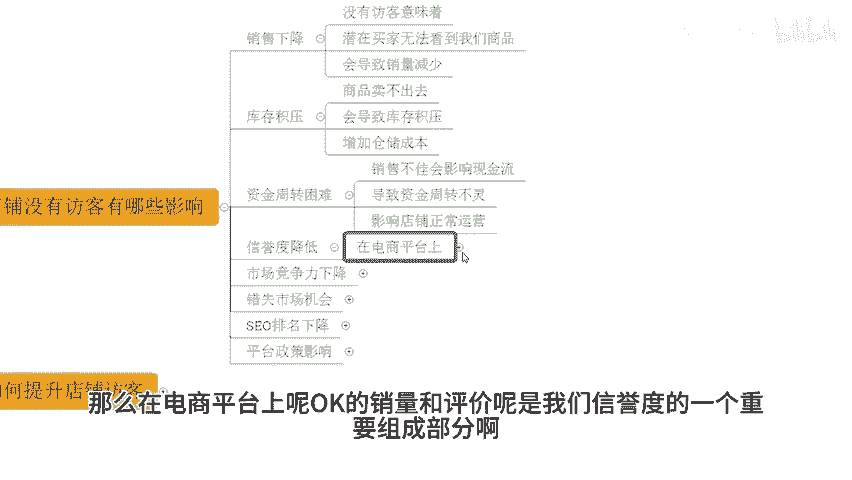 没有访客意味着
销售下降
潜在买家无法看到我们商品
会导致销量减少
商品卖不出去
库存积压
会导致库存积压
增加仓储成本
销售不佳会影响现金流
资金周转困难
导致资金周转不灵
影响店铺正常运营
铺没有访客有哪些影响
信誉度降低
在电商平台上
市场竞争力下降
错失市场机会
SEO排名下降
平台政策影响
何提升店铺访客
那么在电商平台上呢OK的销量和评价呢是我们信誉度的一个重
要组成部分啊